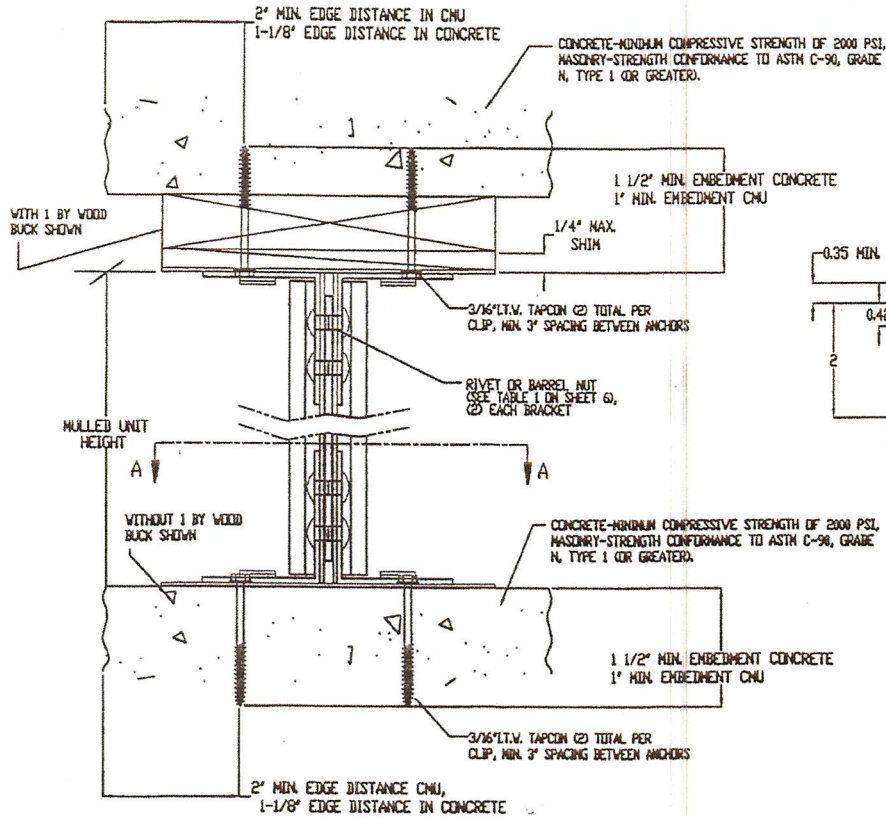 2" MIN. EDGE DISTANCE IN CMU
1-1/8" EDGE DISTANCE IN CONCRETE
CONCRETE-MINIMUM COMPRESSIVE STRENGTH OF 2000 PSI,
MASONRY-STRENGTH CONFORMANCE TO ASTM C-90, GRADE
N, TYPE 1 (OR GREATER).
1 1/2" MIN. EMBEDMENT CONCRETE
1" MIN. EMBEDMENT CMU
WITH 1 BY WOOD
BUCK SHOWN
1/4" MAX.
SHIM
0.35 MIN.
3/16" I.T.W. TAPCON (2) TOTAL PER
CLIP, MIN. 3" SPACING BETWEEN ANCHORS
2
RIVET OR BARREL NUT
(SEE TABLE 1 ON SHEET 6),
(2) EACH BRACKET
MULLED UNIT
HEIGHT
A
A
WITHOUT 1 BY WOOD
BUCK SHOWN
CONCRETE-MINIMUM COMPRESSIVE STRENGTH OF 2000 PSI,
MASONRY-STRENGTH CONFORMANCE TO ASTM C-90, GRADE
N, TYPE 1 (OR GREATER).
1 1/2" MIN. EMBEDMENT CONCRETE
1" MIN. EMBEDMENT CMU
3/16" I.T.W. TAPCON (2) TOTAL PER
CLIP, MIN. 3" SPACING BETWEEN ANCHORS
2" MIN. EDGE DISTANCE CMU,
1-1/8" EDGE DISTANCE IN CONCRETE